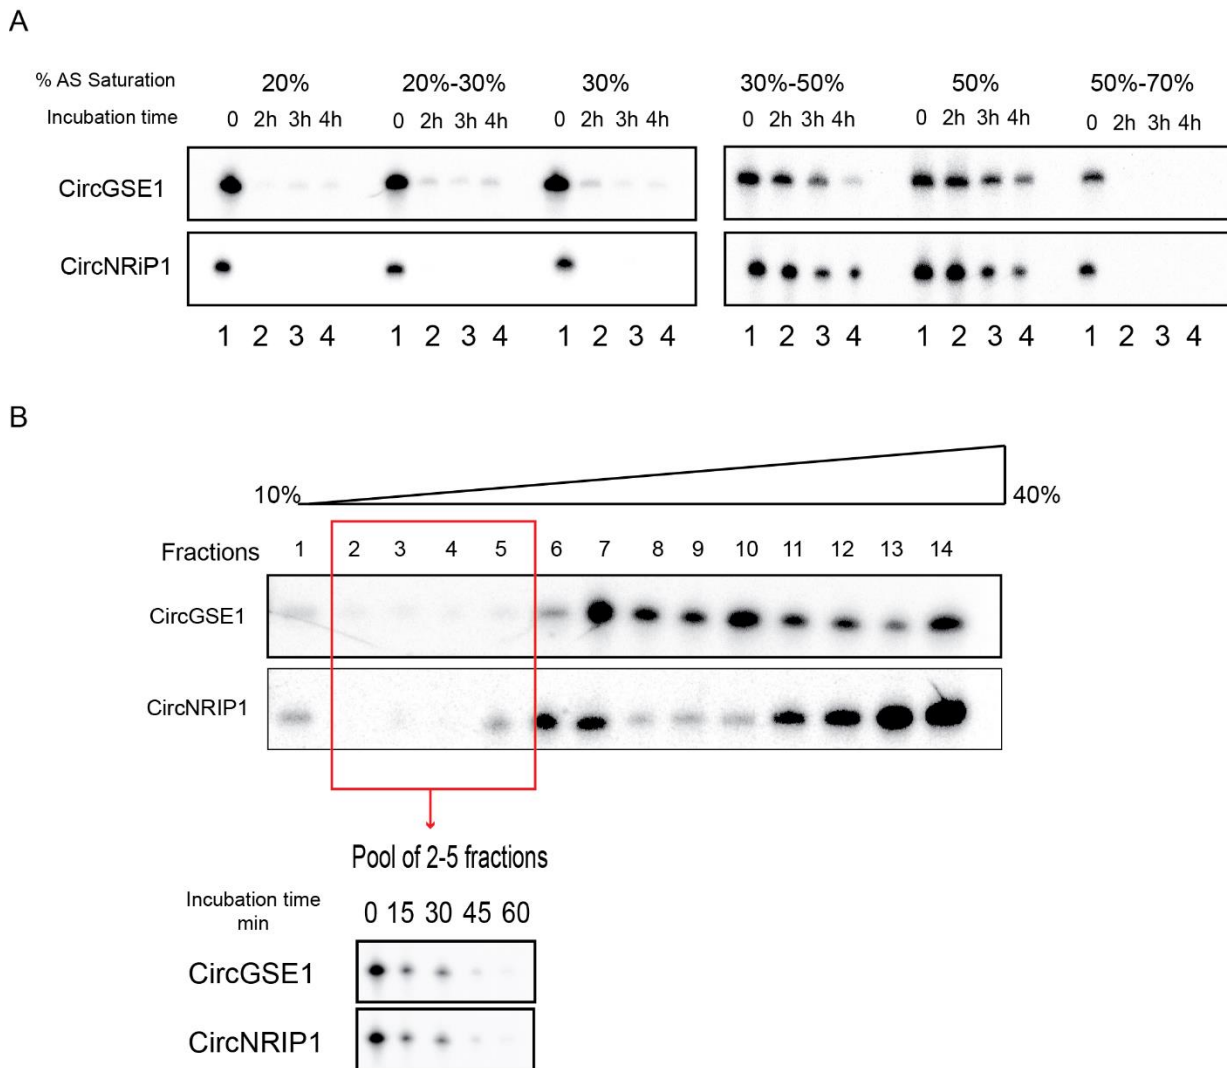 A
% AS Saturation 20% 20%-30% 30% 30%-50% 50% 50%-70%
Incubation time 0 2h 3h 4h 0 2h 3h 4h 0 2h 3h 4h 0 2h 3h 4h 0 2h 3h 4h 0 2h 3h 4h
CircGSE1
CircNRiP1
1 2 3 4 1 2 3 4 1 2 3 4 1 2 3 4 1 2 3 4 1 2 3 4
B
10% 40%
Fractions 1 2 3 4 5 6 7 8 9 10 11 12 13 14
CircGSE1
CircNRIP1
Pool of 2-5 fractions
Incubation time
min
0 15 30 45 60
CircGSE1
CircNRIP1